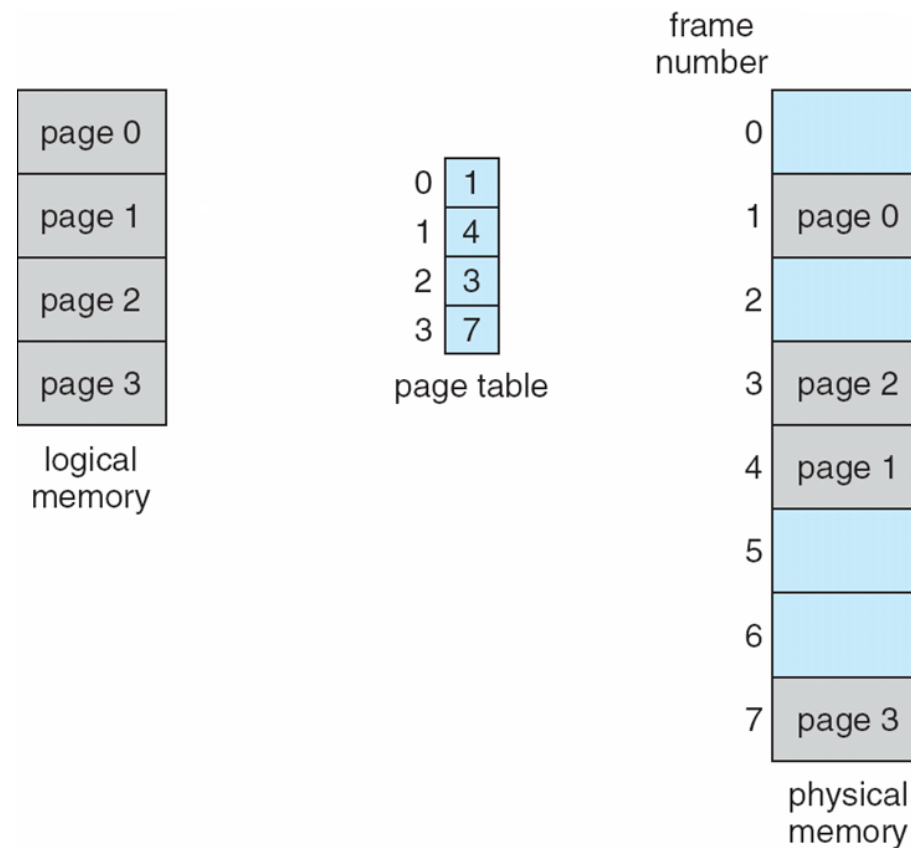 page 0
page 1
page 2
page 3
logical
memory
0 1
1 4
2 3
3 7
page table
frame
number
0
1 page 0
2
3 page 2
4 page 1
5
6
7 page 3
physical
memory